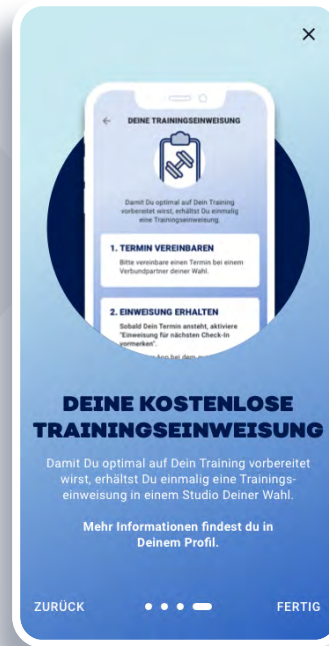 DEINE TRAININGSEINWEISUNG
Damit Du optimal auf Dein Training
vorbereitet wirst, erhältst Du einmalig
eine Trainingseinweisung.
1. TERMIN VEREINBAREN
Bitte vereinbare einen Termin bei einem
Verbundpartner deiner Wahl.
2. EINWEISUNG ERHALTEN
Sobald Dein Termin ansteht, aktiviere
"Einweisung für nächsten Check-In
vormerken".
App bei dem
DEINE KOSTENLOSE
TRAININGSEINWEISUNG
Damit Du optimal auf Dein Training vorbereitet
wirst, erhältst Du einmalig eine Trainings-
einweisung in einem Studio Deiner Wahl.
Mehr Informationen findest du in
Deinem Profil.
ZURÜCK
FERTIG